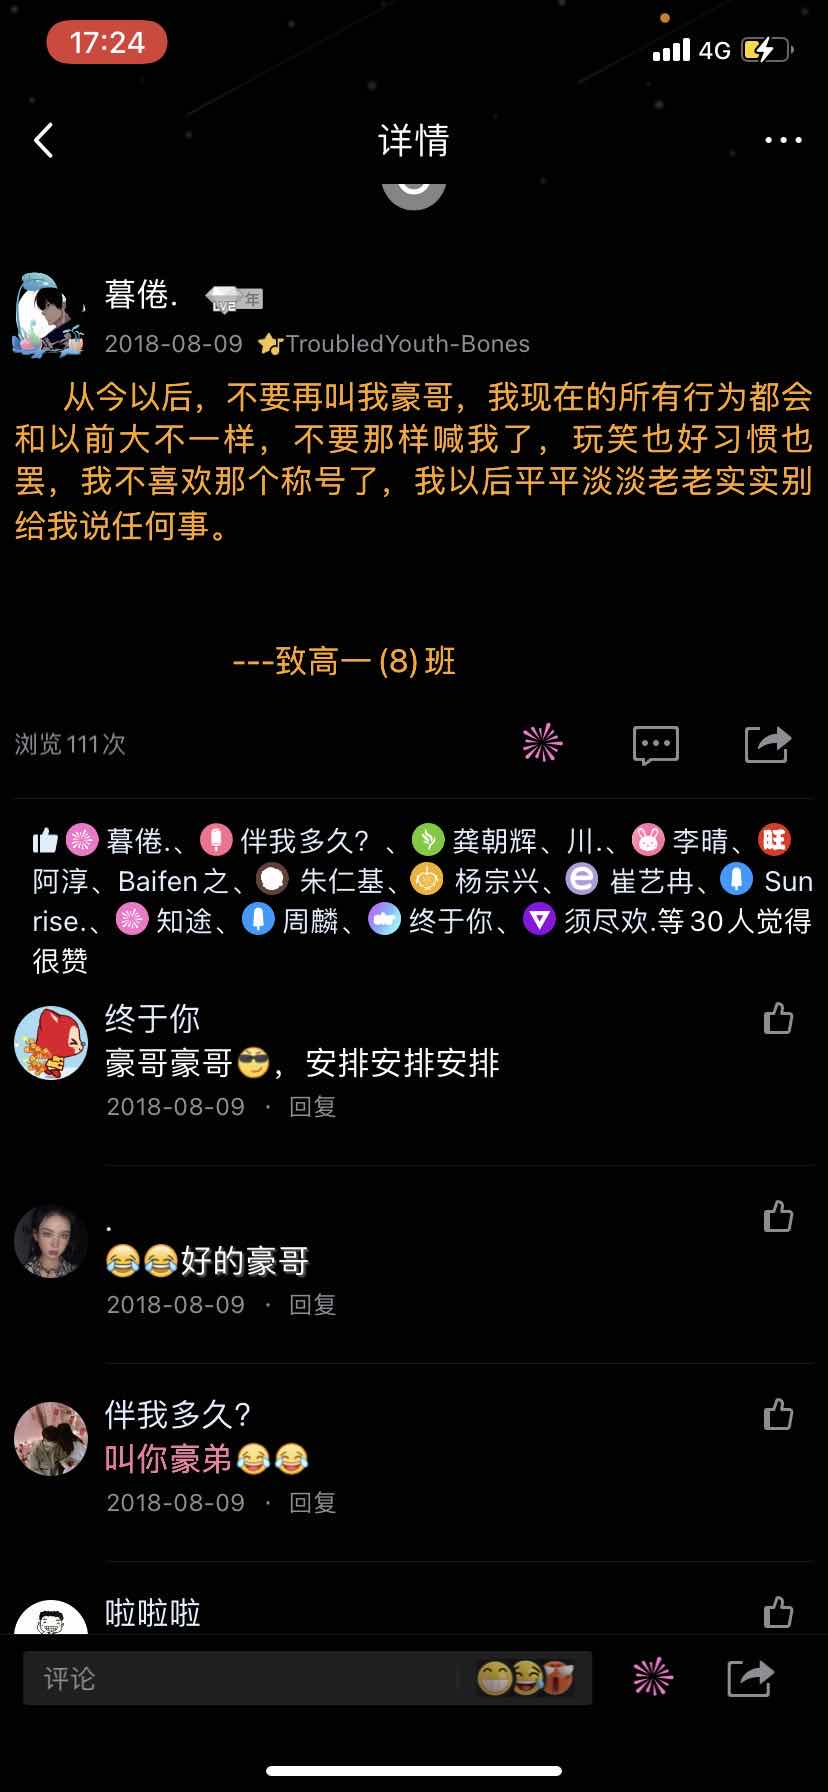 17:24
4G
详情
暮倦.
LV2 年
2018-08-09 TroubledYouth-Bones
从今以后，不要再叫我豪哥，我现在的所有行为都会
和以前大不一样，不要那样喊我了，玩笑也好习惯也
罢，我不喜欢那个称号了，我以后平平淡淡老老实实别
给我说任何事。
---致高一(8)班
浏览111次
暮倦.、伴我多久？、龚朝辉、川.、李晴、旺
阿淳、Baifen之、朱仁基、杨宗兴、崔艺冉、Sun
rise.、知途、周麟、终于你、须尽欢.等30人觉得
很赞
终于你
豪哥豪哥，安排安排安排
2018-08-09 · 回复
.
好的豪哥
2018-08-09 · 回复
伴我多久？
叫你豪弟
2018-08-09 · 回复
啦啦啦
评论